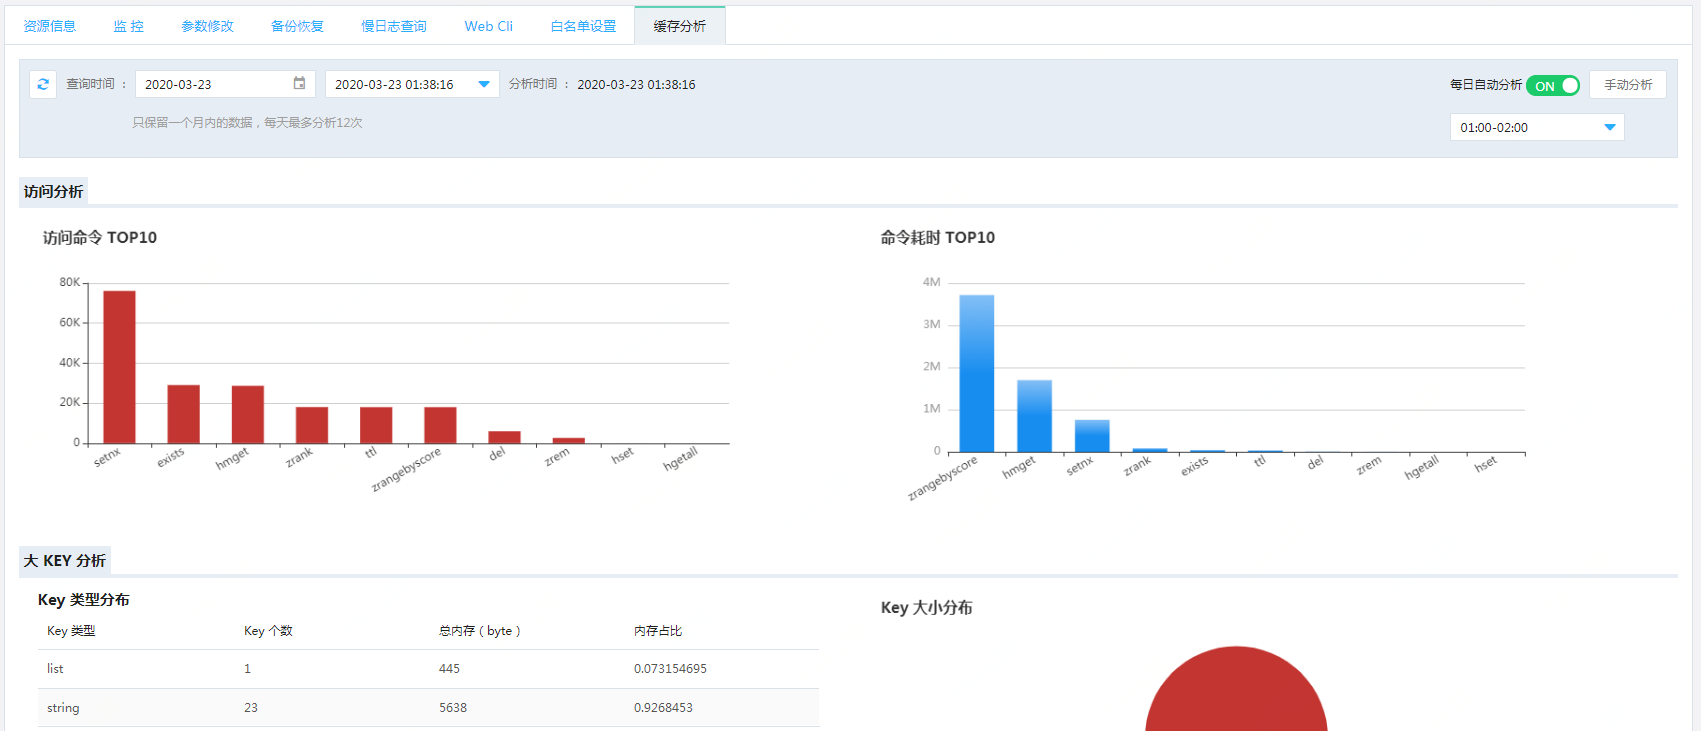 资源信息 监 控 参数修改 备份恢复 慢日志查询 Web Cli 白名单设置 缓存分析
查询时间 : 2020-03-23 2020-03-23 01:38:16 分析时间 : 2020-03-23 01:38:16 每日自动分析 ON 手动分析
只保留一个月内的数据，每天最多分析12次 01:00-02:00
访问分析
访问命令 TOP10
80K
60K
40K
20K
0
setnx exists hmget zrank ttl zrangebyscore del zrem hset hgetall
命令耗时 TOP10
4M
3M
2M
1M
0
zrangebyscore hmget setnx zrank exists ttl del zrem hgetall hset
大 KEY 分析
Key 类型分布
Key 类型 Key 个数 总内存（byte） 内存占比
list 1 445 0.073154695
string 23 5638 0.9268453
Key 大小分布